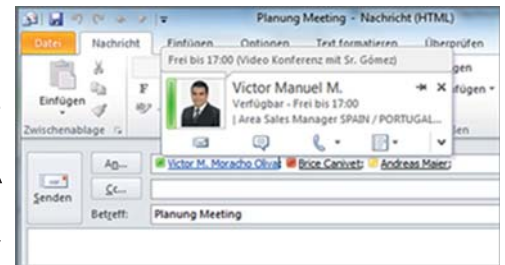 Planung Meeting - Nachricht (HTML)
Datei Nachricht Einfügen Optionen Text formatieren Überprüfen
Frei bis 17:00 (Video Konferenz mit Sr. Gómez)
Victor Manuel M.
Verfügbar - Frei bis 17:00
| Area Sales Manager SPAIN / PORTUGAL...
Einfügen
F
Zwischenablage
An...
Victor M. Moracho Oliva; Brice Canivet; Andreas Maier;
Cc...
Senden
Betreff: Planung Meeting